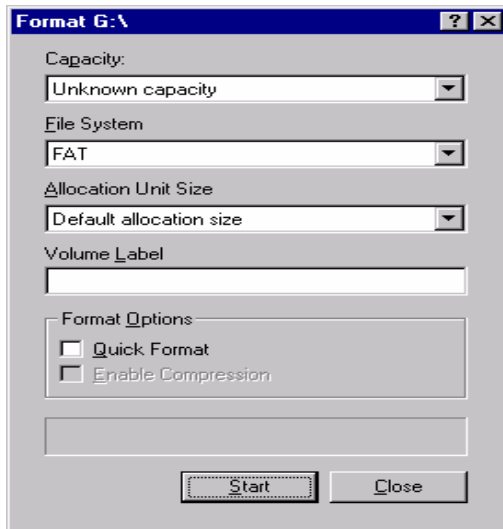 Format G:\
Capacity:
Unknown capacity
File System
FAT
Allocation Unit Size
Default allocation size
Volume Label
Format Options
Quick Format
Enable Compression
Start
Close